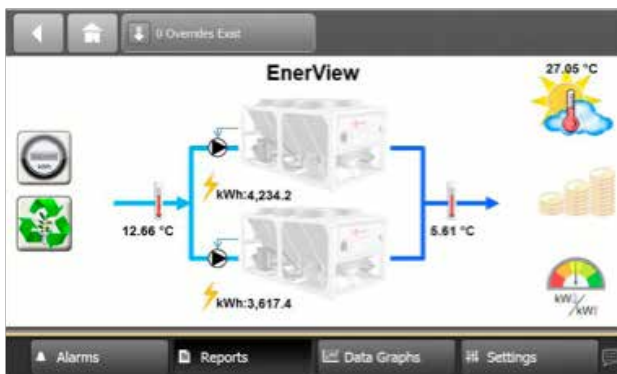 0 Overrides Exist
EnerView
27.05 °C
kWh:4,234.2
12.66 °C
5.61 °C
kWh:3,617.4
Alarms
Reports
Data Graphs
Settings